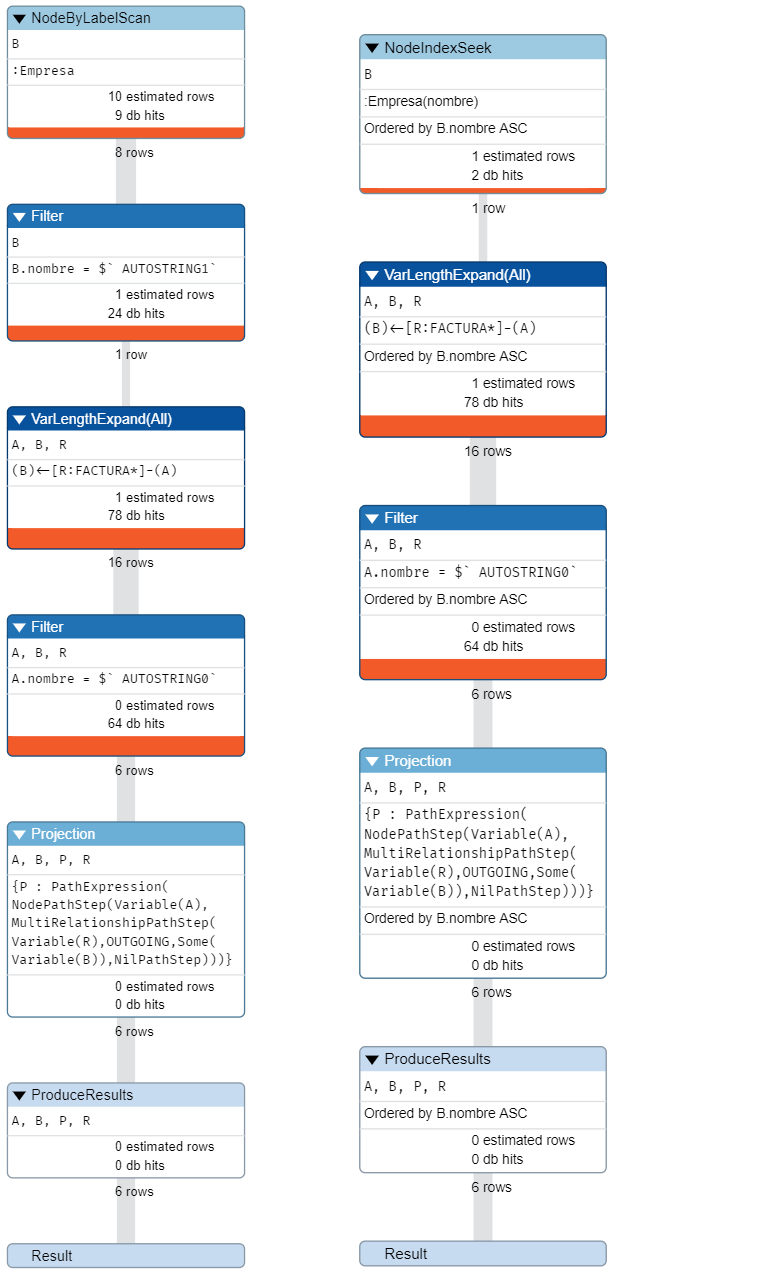 NodeByLabelScan
B
:Empresa
10 estimated rows
9 db hits
8 rows
Filter
B
B.nombre = $` AUTOSTRING1`
1 estimated rows
24 db hits
1 row
VarLengthExpand(All)
A, B, R
(B)<-[R:FACTURA*]-(A)
1 estimated rows
78 db hits
16 rows
Filter
A, B, R
A.nombre = $` AUTOSTRING0`
0 estimated rows
64 db hits
6 rows
Projection
A, B, P, R
{P : PathExpression(
NodePathStep(Variable(A),
MultiRelationshipPathStep(
Variable(R),OUTGOING,Some(
Variable(B)),NilPathStep)))}
0 estimated rows
0 db hits
6 rows
ProduceResults
A, B, P, R
0 estimated rows
0 db hits
6 rows
Result
NodeIndexSeek
B
:Empresa(nombre)
Ordered by B.nombre ASC
1 estimated rows
2 db hits
1 row
VarLengthExpand(All)
A, B, R
(B)<-[R:FACTURA*]-(A)
Ordered by B.nombre ASC
1 estimated rows
78 db hits
16 rows
Filter
A, B, R
A.nombre = $` AUTOSTRING0`
Ordered by B.nombre ASC
0 estimated rows
64 db hits
6 rows
Projection
A, B, P, R
{P : PathExpression(
NodePathStep(Variable(A),
MultiRelationshipPathStep(
Variable(R),OUTGOING,Some(
Variable(B)),NilPathStep)))}
Ordered by B.nombre ASC
0 estimated rows
0 db hits
6 rows
ProduceResults
A, B, P, R
Ordered by B.nombre ASC
0 estimated rows
0 db hits
6 rows
Result